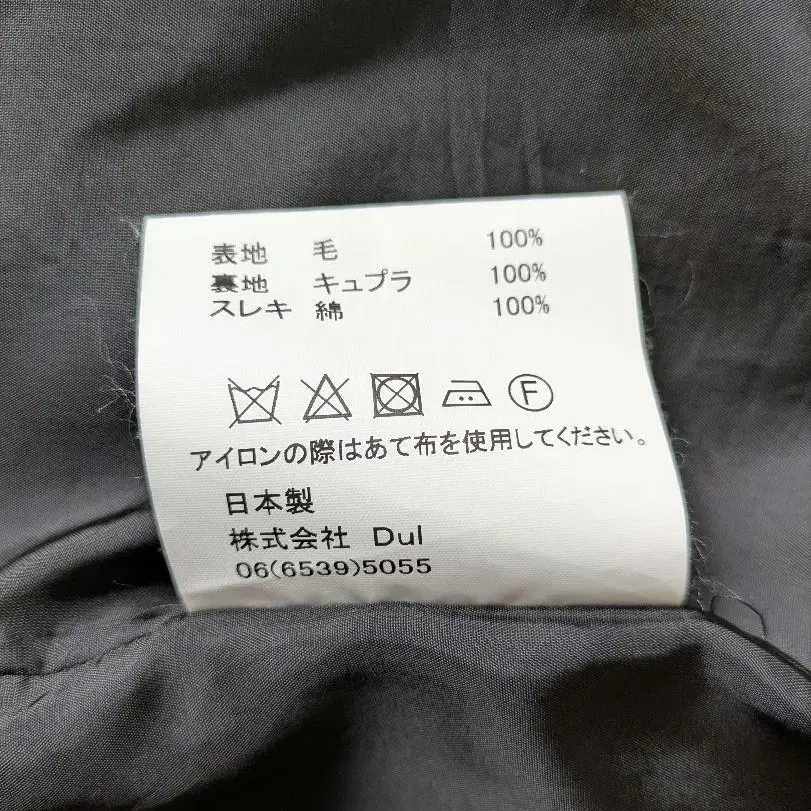 表地 毛 100%
裏地 キュプラ 100%
スレキ 綿 100%
F
アイロンの際はあて布を使用してください。
日本製
株式会社 Dul
06(6539)5055